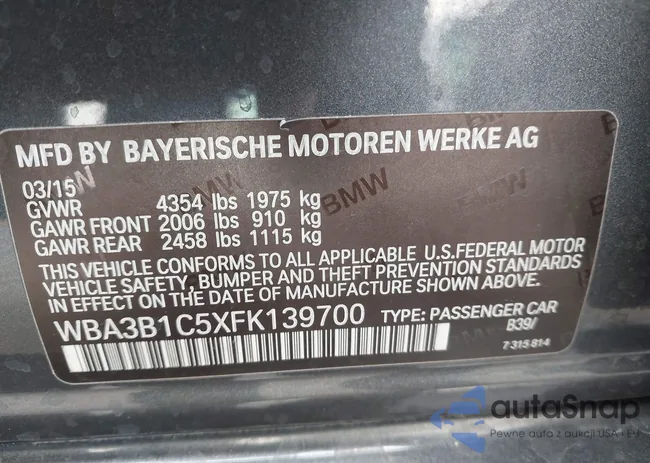 MFD BY BAYERISCHE MOTOREN WERKE AG
03/15
GVWR 4354 lbs 1975 kg
GAWR FRONT 2006 lbs 910 kg
GAWR REAR 2458 lbs 1115 kg
THIS VEHICLE CONFORMS TO ALL APPLICABLE U.S.FEDERAL MOTOR
VEHICLE SAFETY, BUMPER AND THEFT PREVENTION STANDARDS
IN EFFECT ON THE DATE OF MANUFACTURE SHOWN ABOVE.
WBA3B1C5XFK139700 TYPE: PASSENGER CAR
B39/
7 315 814
BMW
autoSnap
Pewne auta z aukcji USA i EU